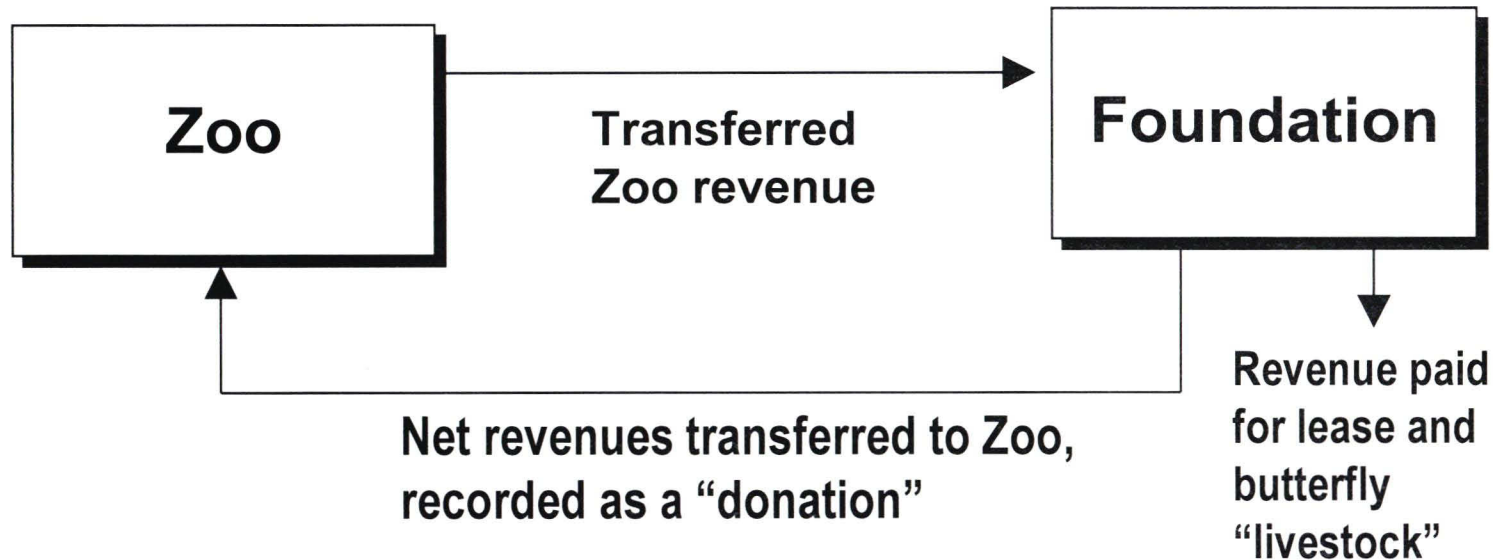 Zoo
Transferred
Zoo revenue
Foundation
Net revenues transferred to Zoo,
recorded as a “donation”
Revenue paid
for lease and
butterfly
“livestock”